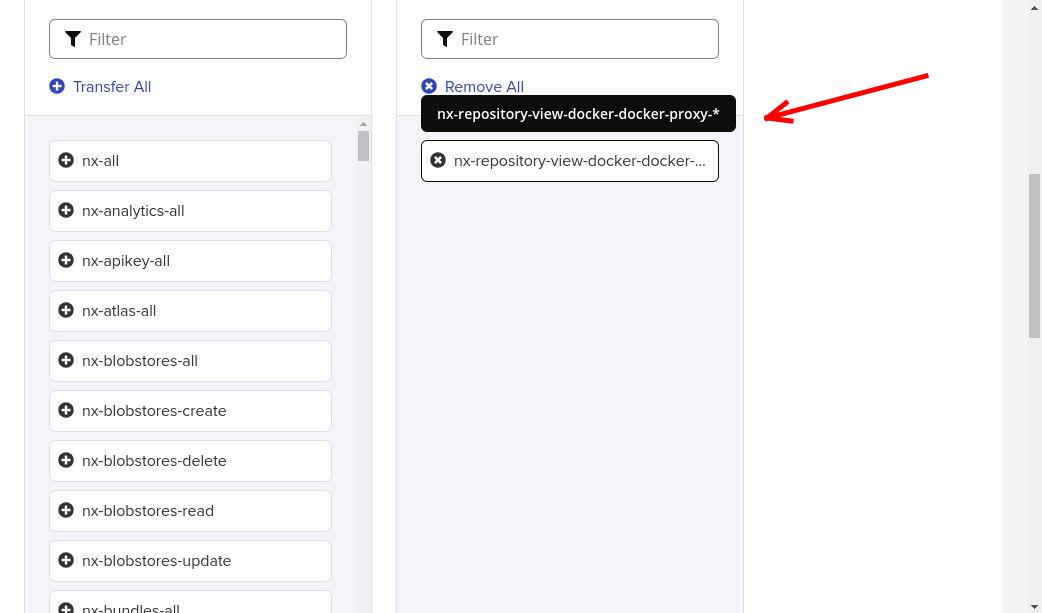 Filter
Transfer All
nx-all
nx-analytics-all
nx-apikey-all
nx-atlas-all
nx-blobstores-all
nx-blobstores-create
nx-blobstores-delete
nx-blobstores-read
nx-blobstores-update
nx-bundles-all
Filter
Remove All
nx-repository-view-docker-docker-proxy-*
nx-repository-view-docker-docker-...